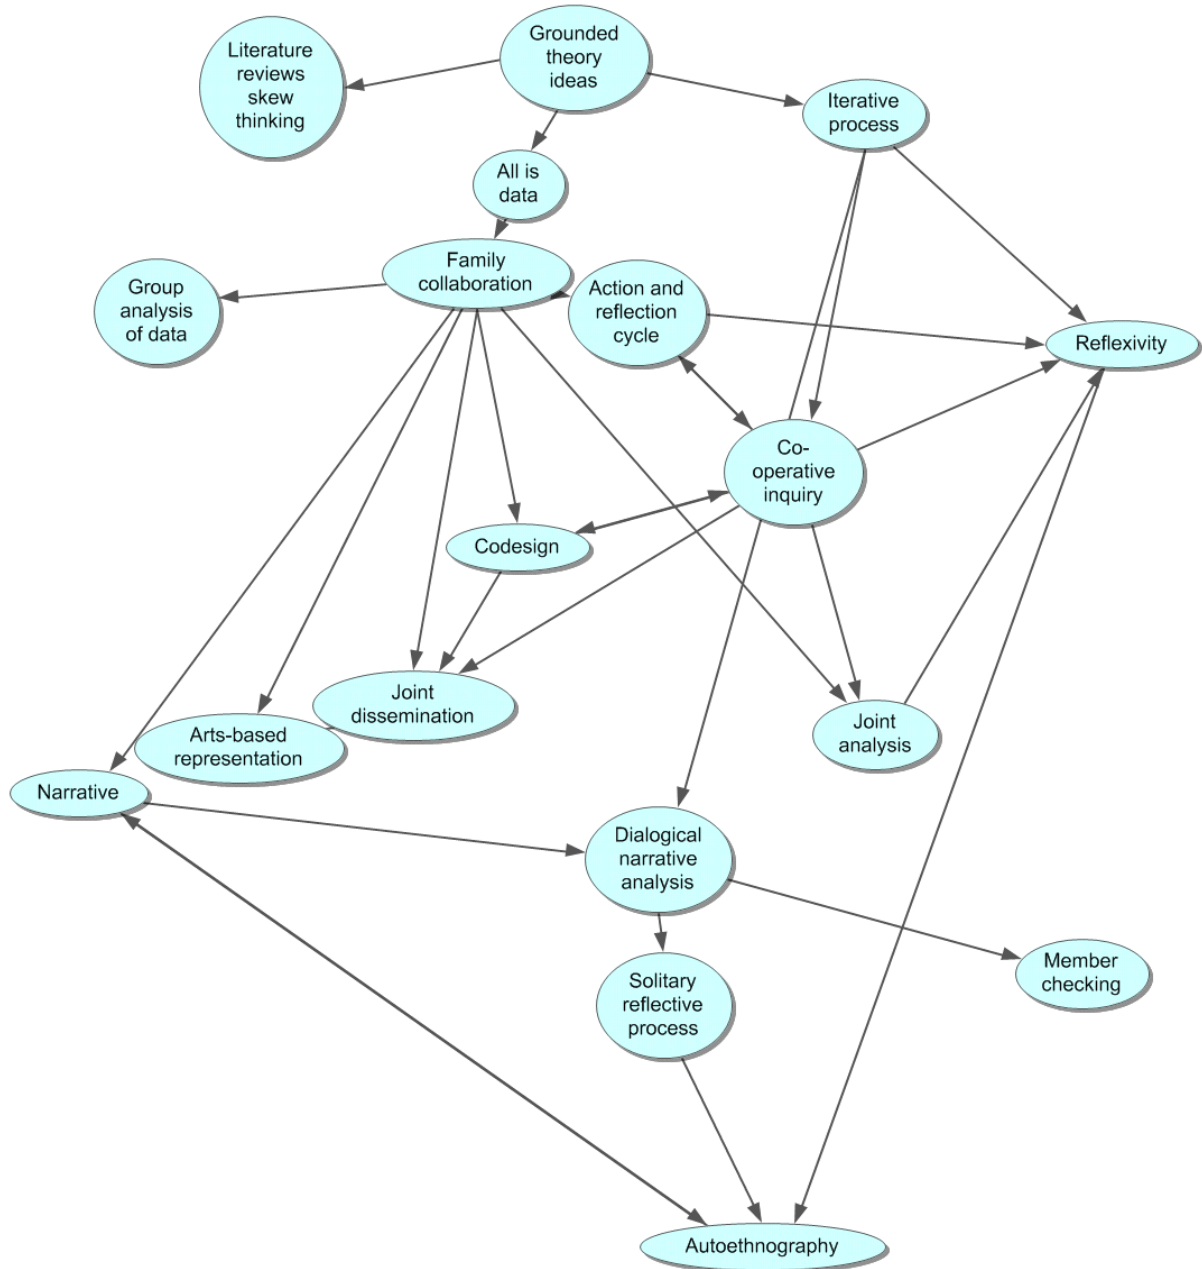 Grounded
theory
ideas
Literature
reviews
skew
thinking
Iterative
process
All is
data
Family
collaboration
Group
analysis
of data
Action and
reflection
cycle
Reflexivity
Co-
operative
inquiry
Codesign
Joint
dissemination
Arts-based
representation
Joint
analysis
Narrative
Dialogical
narrative
analysis
Member
checking
Solitary
reflective
process
Autoethnography